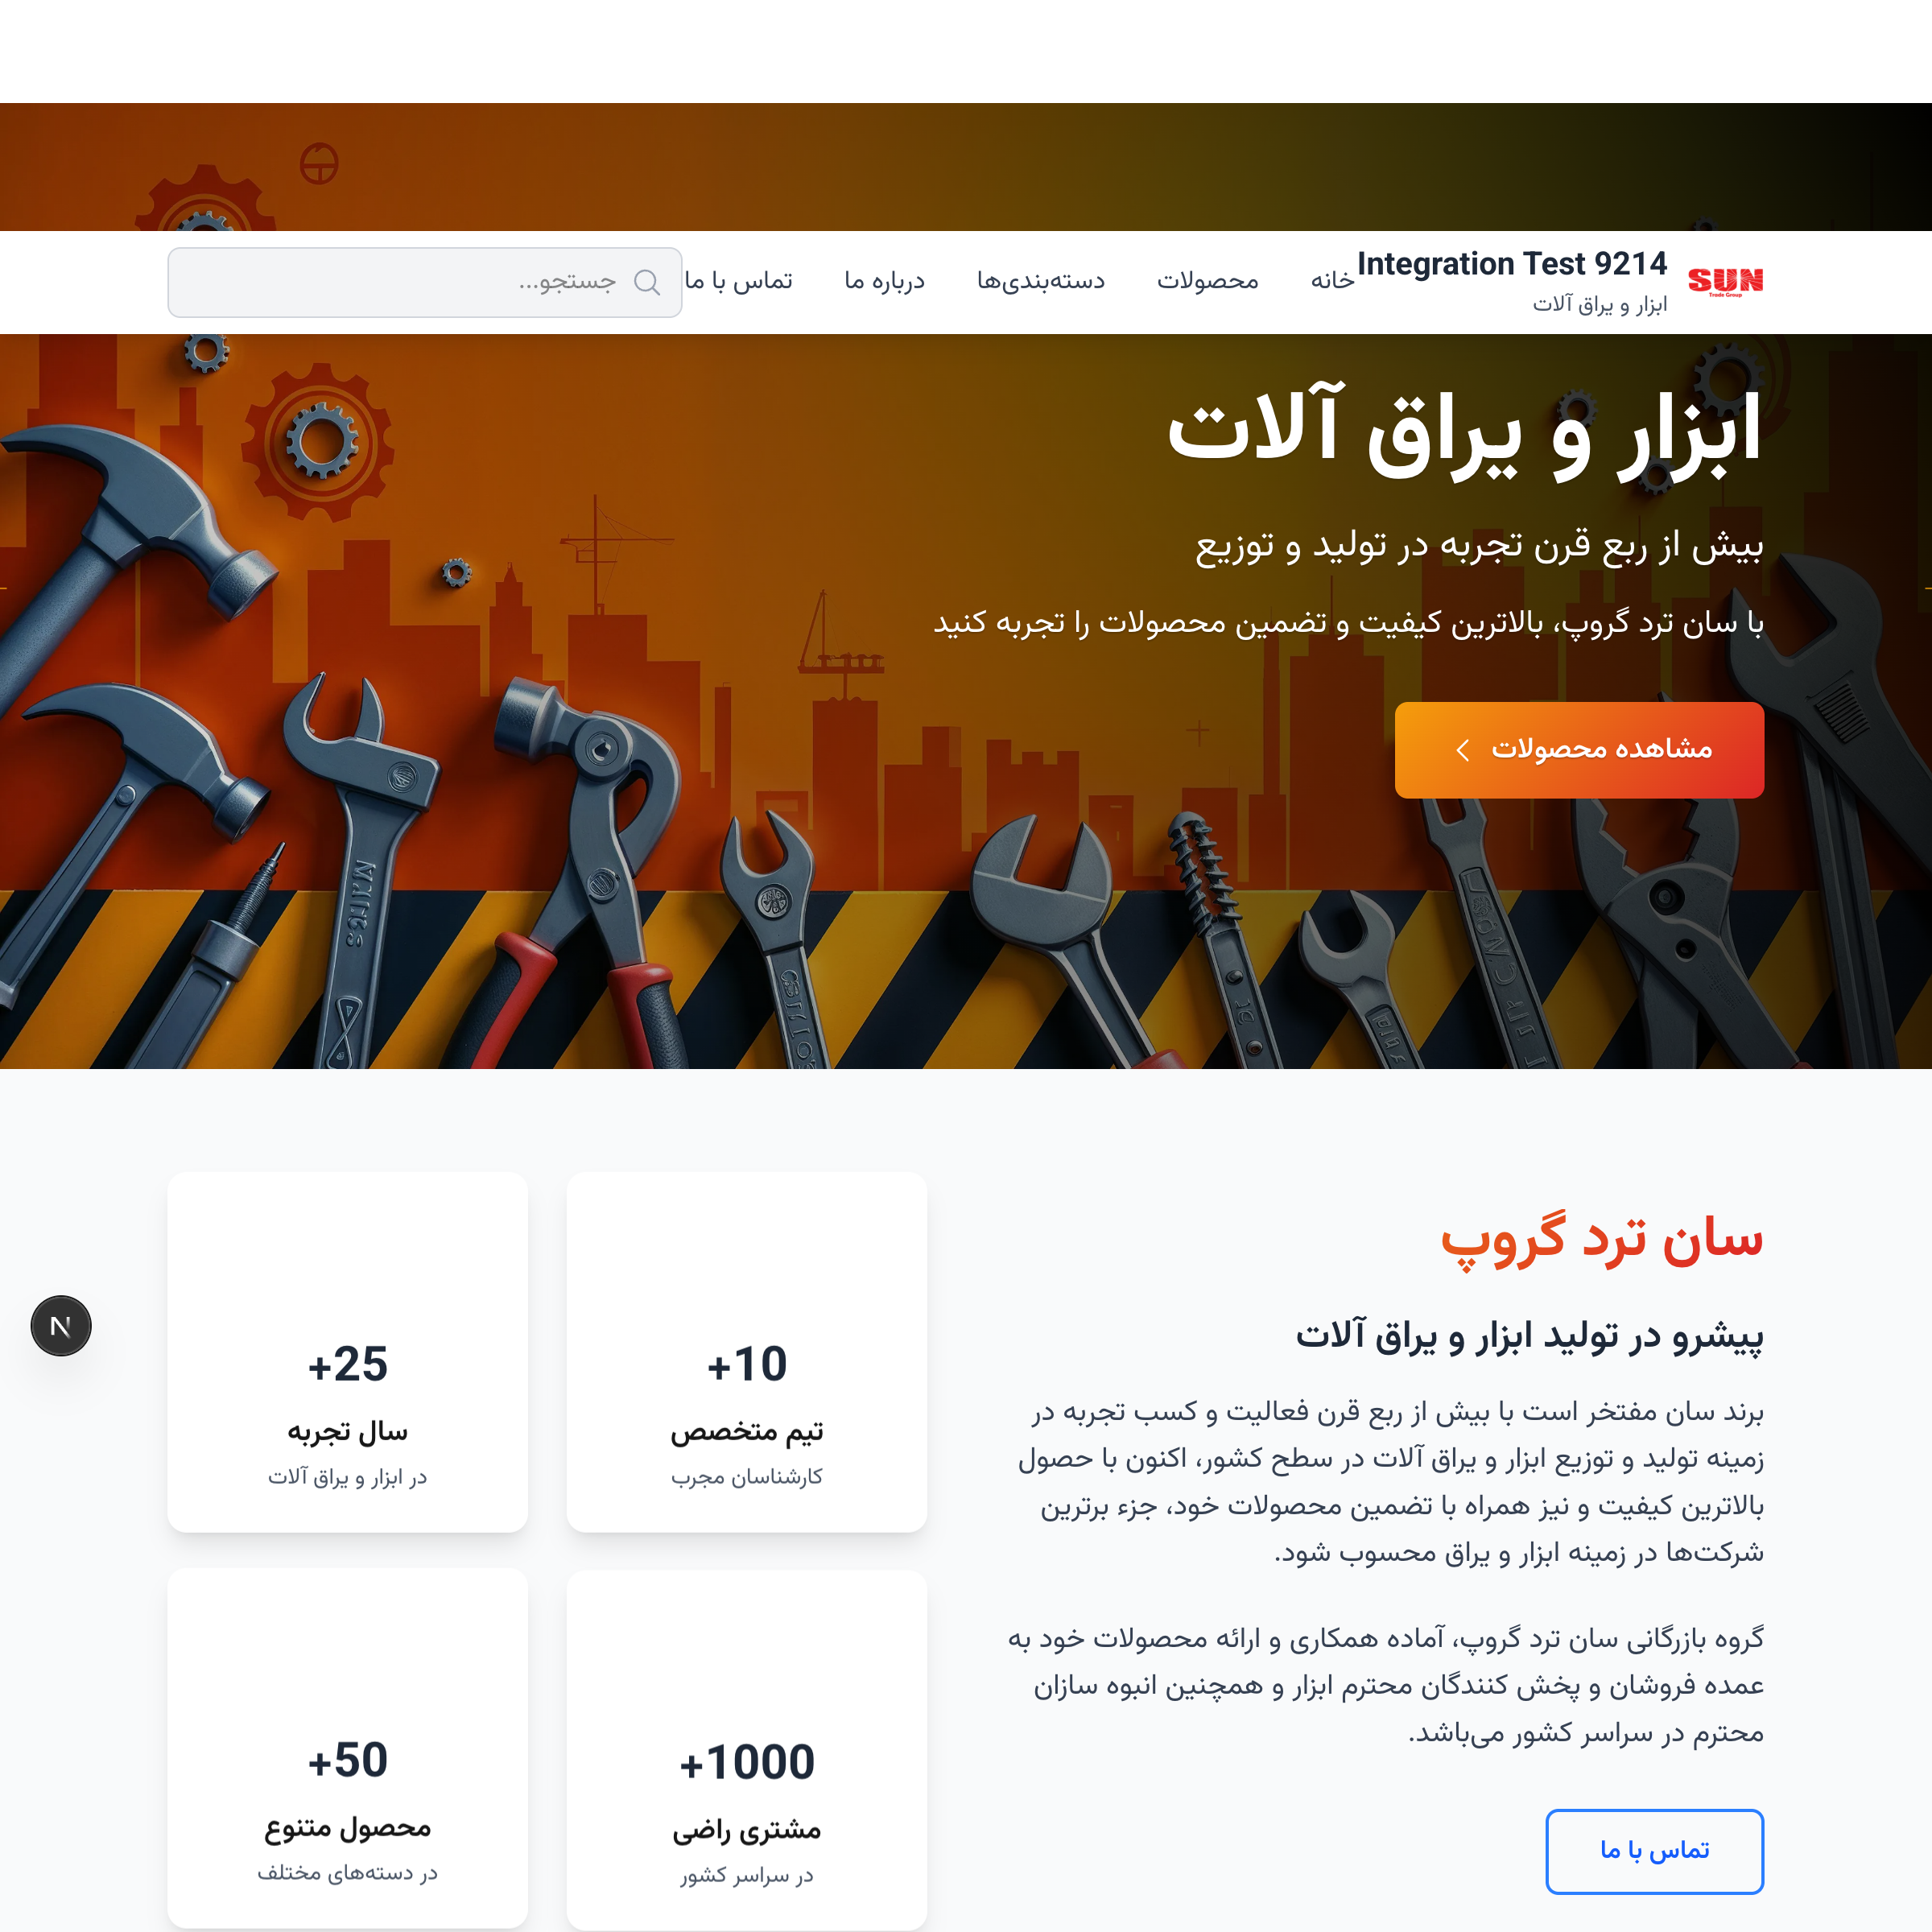 SUN
Trade Group
Integration Test 9214
ابزار و یراق آلات
خانه
محصولات
دسته‌بندی‌ها
درباره ما
تماس با ما
جستجو...
ابزار و یراق آلات
بیش از ربع قرن تجربه در تولید و توزیع
با سان ترد گروپ، بالاترین کیفیت و تضمین محصولات را تجربه کنید
مشاهده محصولات
سان ترد گروپ
پیشرو در تولید ابزار و یراق آلات
برند سان مفتخر است با بیش از ربع قرن فعالیت و کسب تجربه در
زمینه تولید و توزیع ابزار و یراق آلات در سطح کشور، اکنون با حصول
بالاترین کیفیت و نیز همراه با تضمین محصولات خود، جزء برترین
شرکت‌ها در زمینه ابزار و یراق محسوب شود.
گروه بازرگانی سان ترد گروپ، آماده همکاری و ارائه محصولات خود به
عمده فروشان و پخش کنندگان محترم ابزار و همچنین انبوه سازان
محترم در سراسر کشور می‌باشد.
تماس با ما
10+
تیم متخصص
کارشناسان مجرب
25+
سال تجربه
در ابزار و یراق آلات
1000+
مشتری راضی
در سراسر کشور
50+
محصول متنوع
در دسته‌های مختلف
N